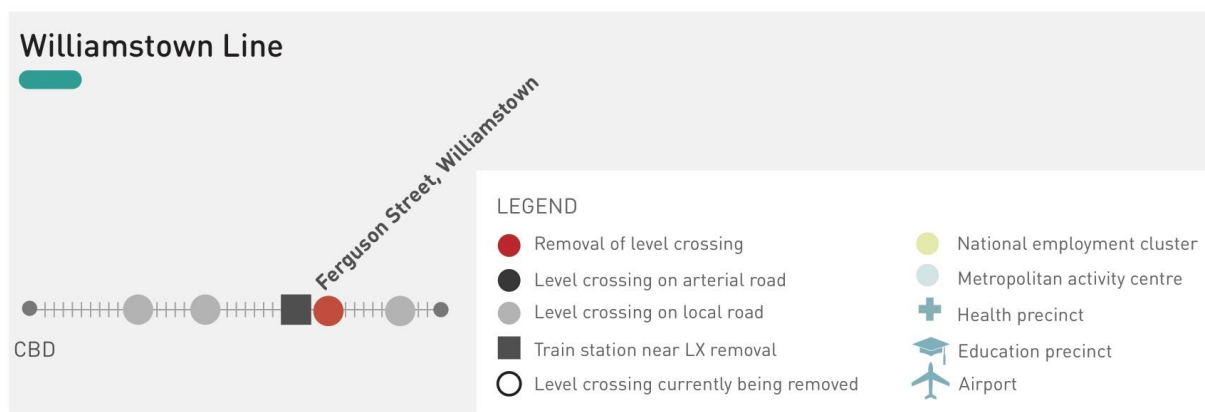 Williamstown Line
Ferguson Street, Williamstown
CBD
LEGEND
Removal of level crossing
Level crossing on arterial road
Level crossing on local road
Train station near LX removal
Level crossing currently being removed
National employment cluster
Metropolitan activity centre
Health precinct
Education precinct
Airport